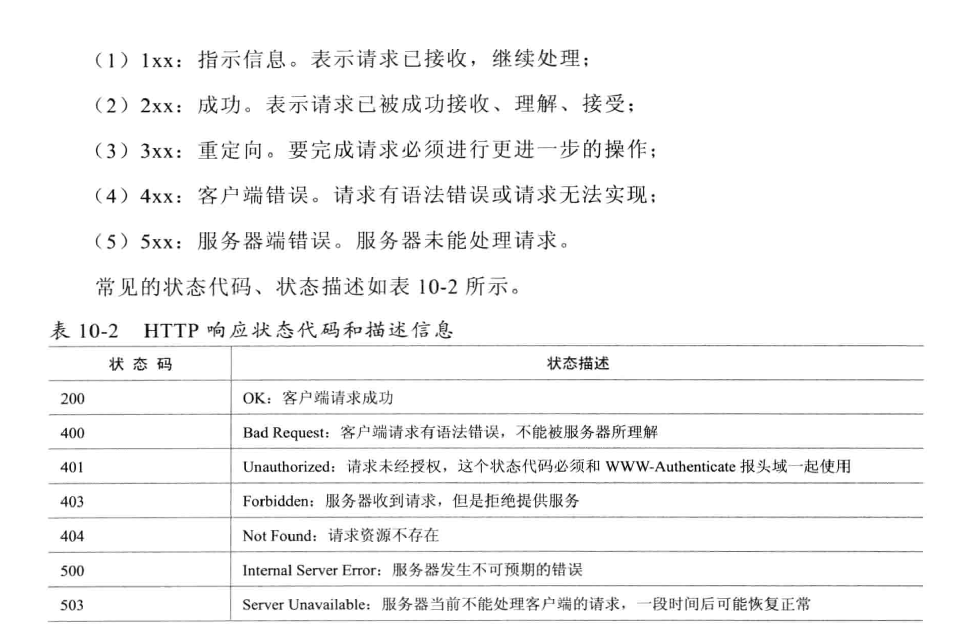 （1）1xx：指示信息。表示请求已接收，继续处理；
（2）2xx：成功。表示请求已被成功接收、理解、接受；
（3）3xx：重定向。要完成请求必须进行更进一步的操作；
（4）4xx：客户端错误。请求有语法错误或请求无法实现；
（5）5xx：服务器端错误。服务器未能处理请求。
常见的状态代码、状态描述如表 10-2 所示。
表 10-2 HTTP 响应状态代码和描述信息
状 态 码 状态描述
200 OK：客户端请求成功
400 Bad Request：客户端请求有语法错误，不能被服务器所理解
401 Unauthorized：请求未经授权，这个状态代码必须和 WWW-Authenticate 报头域一起使用
403 Forbidden：服务器收到请求，但是拒绝提供服务
404 Not Found：请求资源不存在
500 Internal Server Error：服务器发生不可预期的错误
503 Server Unavailable：服务器当前不能处理客户端的请求，一段时间后可能恢复正常